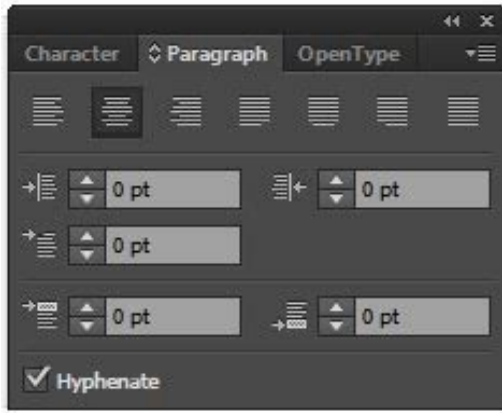 Character Paragraph OpenType
0 pt 0 pt
0 pt
0 pt 0 pt
Hyphenate